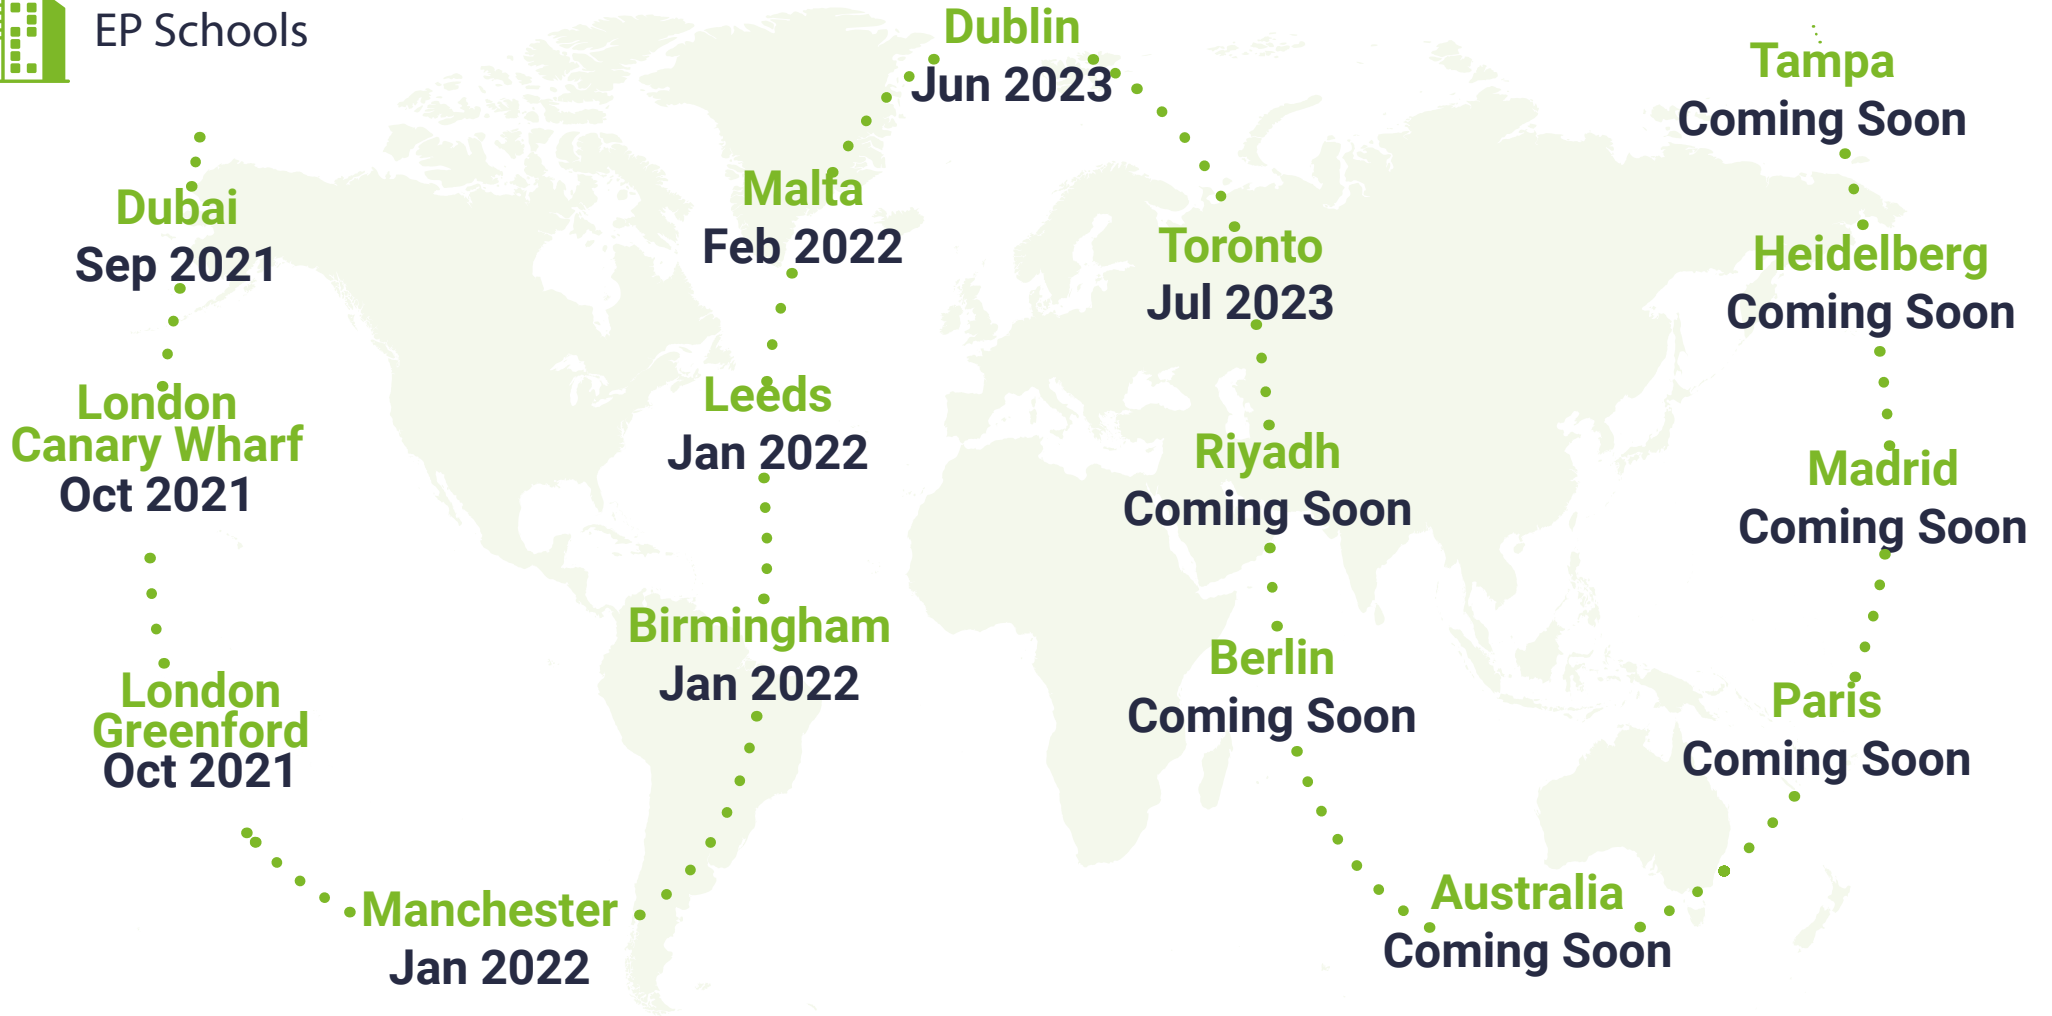 EP Schools
Dubai
Sep 2021
London
Canary Wharf
Oct 2021
London
Greenford
Oct 2021
Manchester
Jan 2022
Birmingham
Jan 2022
Leeds
Jan 2022
Malfa
Feb 2022
Dublin
Jun 2023
Toronto
Jul 2023
Riyadh
Coming Soon
Berlin
Coming Soon
Australia
Coming Soon
Paris
Coming Soon
Madrid
Coming Soon
Heidelberg
Coming Soon
Tampa
Coming Soon